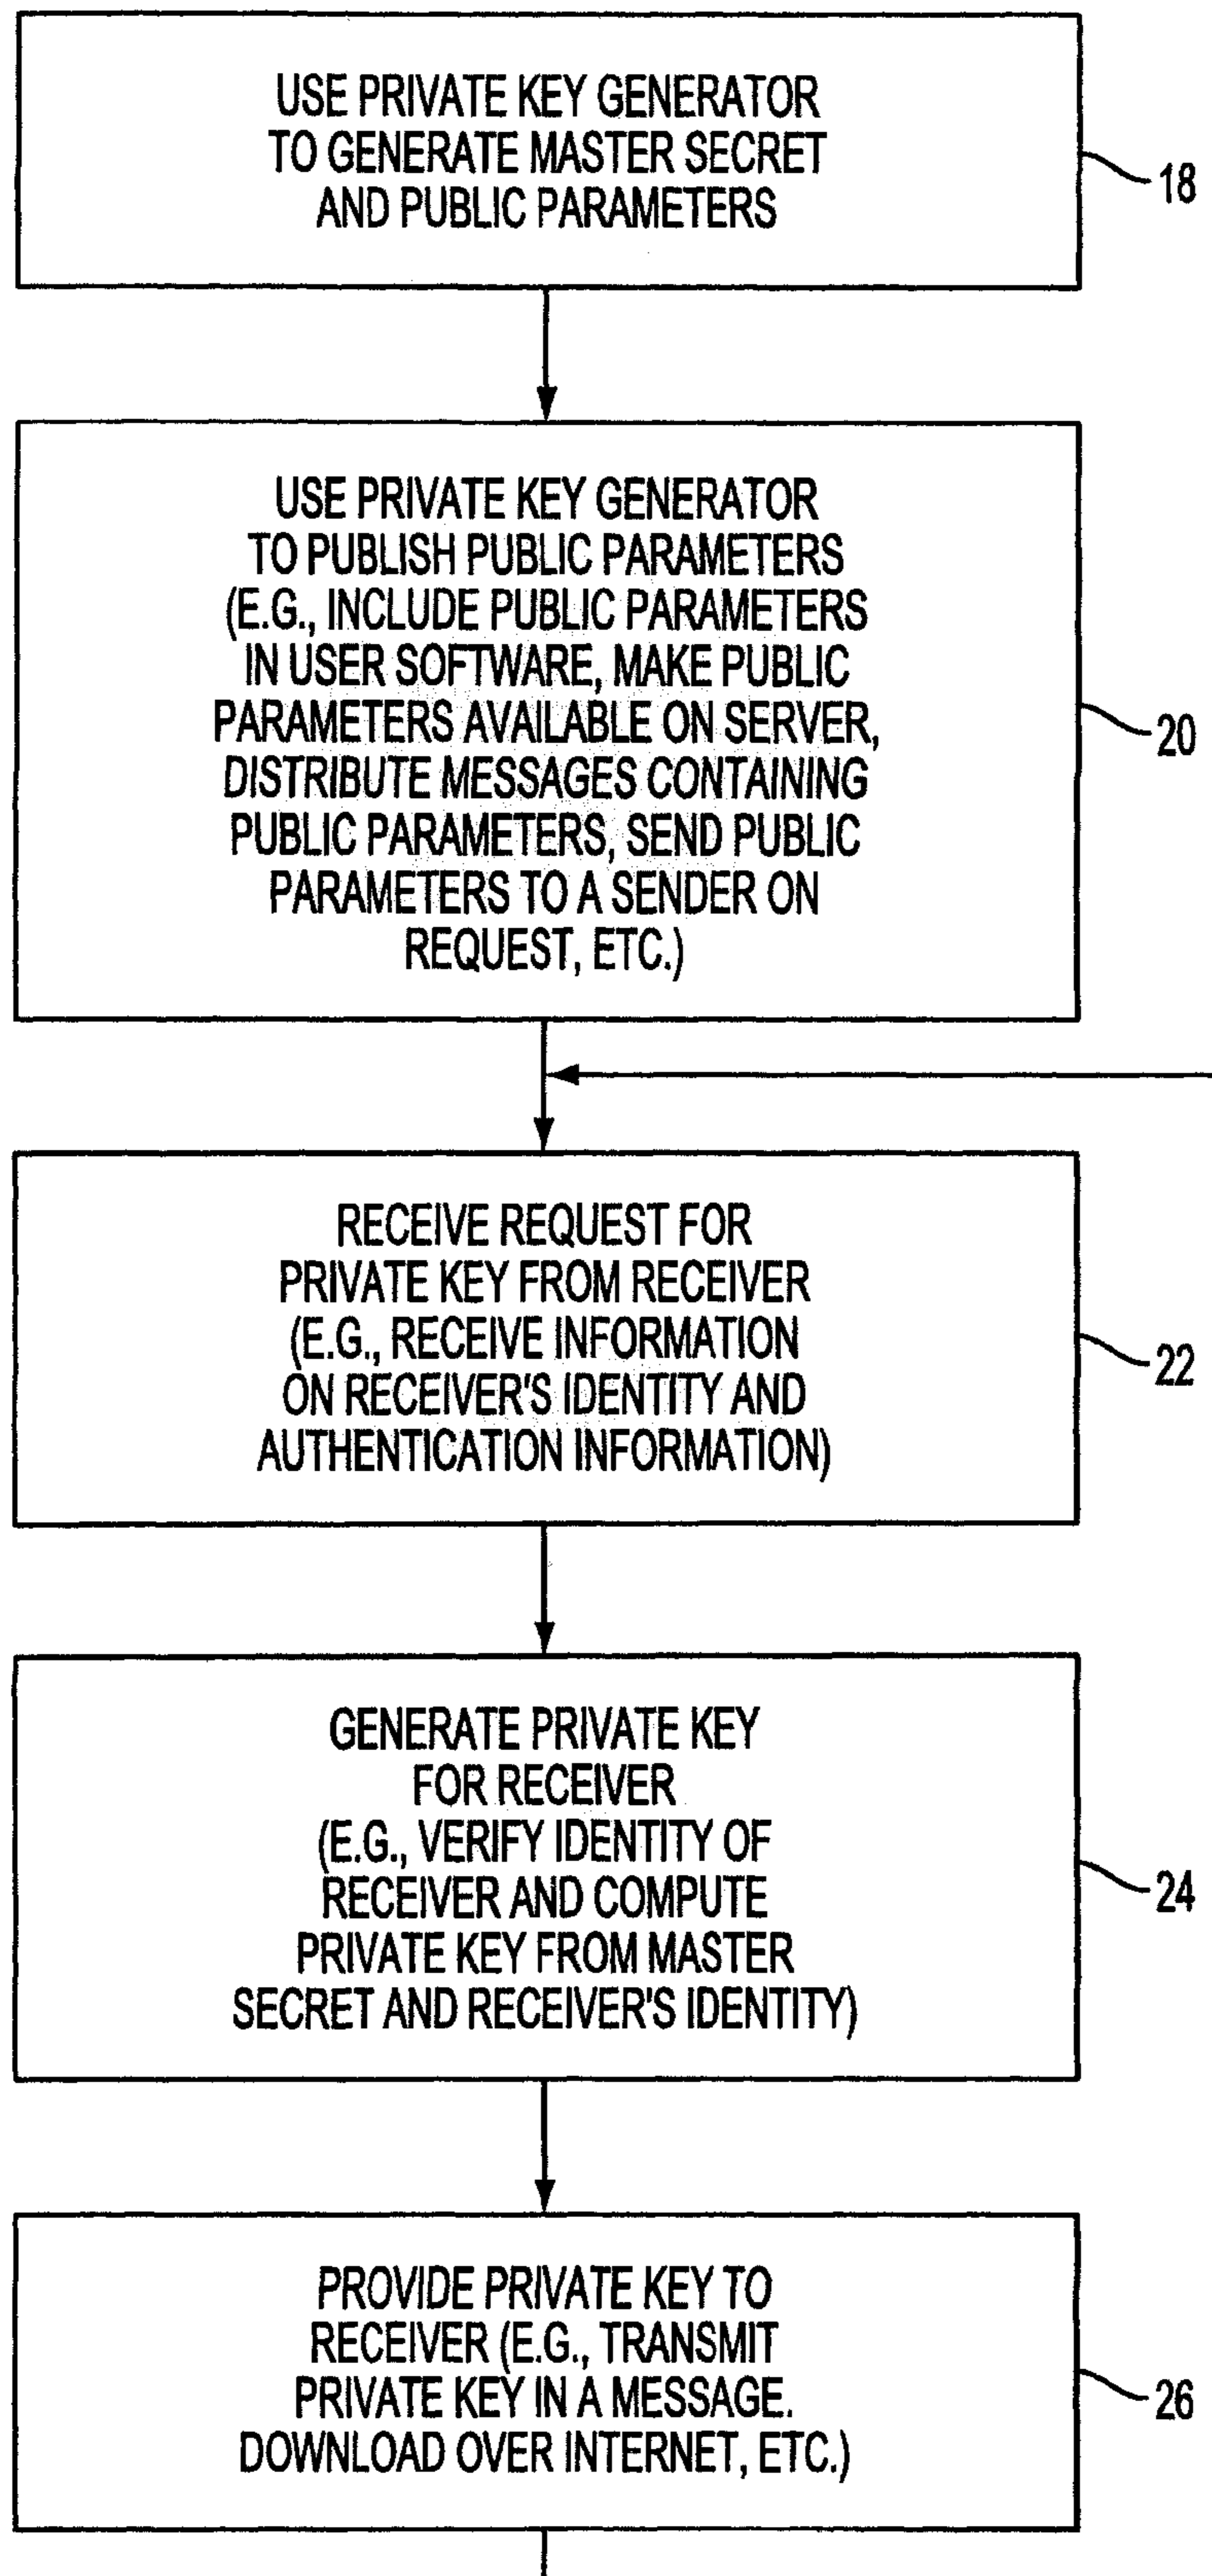 USE PRIVATE KEY GENERATOR
TO GENERATE MASTER SECRET
AND PUBLIC PARAMETERS
18
USE PRIVATE KEY GENERATOR
TO PUBLISH PUBLIC PARAMETERS
(E.G., INCLUDE PUBLIC PARAMETERS
IN USER SOFTWARE, MAKE PUBLIC
PARAMETERS AVAILABLE ON SERVER,
DISTRIBUTE MESSAGES CONTAINING
PUBLIC PARAMETERS, SEND PUBLIC
PARAMETERS TO A SENDER ON
REQUEST, ETC.)
20
RECEIVE REQUEST FOR
PRIVATE KEY FROM RECEIVER
(E.G., RECEIVE INFORMATION
ON RECEIVER'S IDENTITY AND
AUTHENTICATION INFORMATION)
22
GENERATE PRIVATE KEY
FOR RECEIVER
(E.G., VERIFY IDENTITY OF
RECEIVER AND COMPUTE
PRIVATE KEY FROM MASTER
SECRET AND RECEIVER'S IDENTITY)
24
PROVIDE PRIVATE KEY TO
RECEIVER (E.G., TRANSMIT
PRIVATE KEY IN A MESSAGE.
DOWNLOAD OVER INTERNET, ETC.)
26